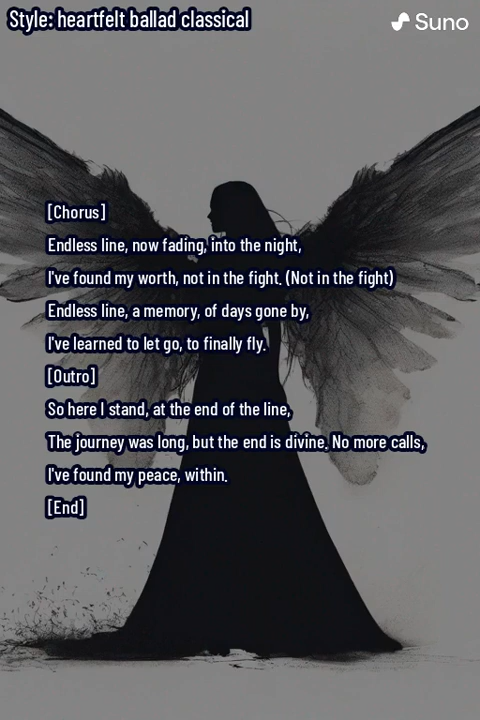 Style: heartfelt ballad classical
Suno
[Chorus]
Endless line, now fading, into the night,
I've found my worth, not in the fight. (Not in the fight)
Endless line, a memory, of days gone by,
I've learned to let go, to finally fly.
[Outro]
So here I stand, at the end of the line,
The journey was long, but the end is divine. No more calls,
I've found my peace, within.
[End]